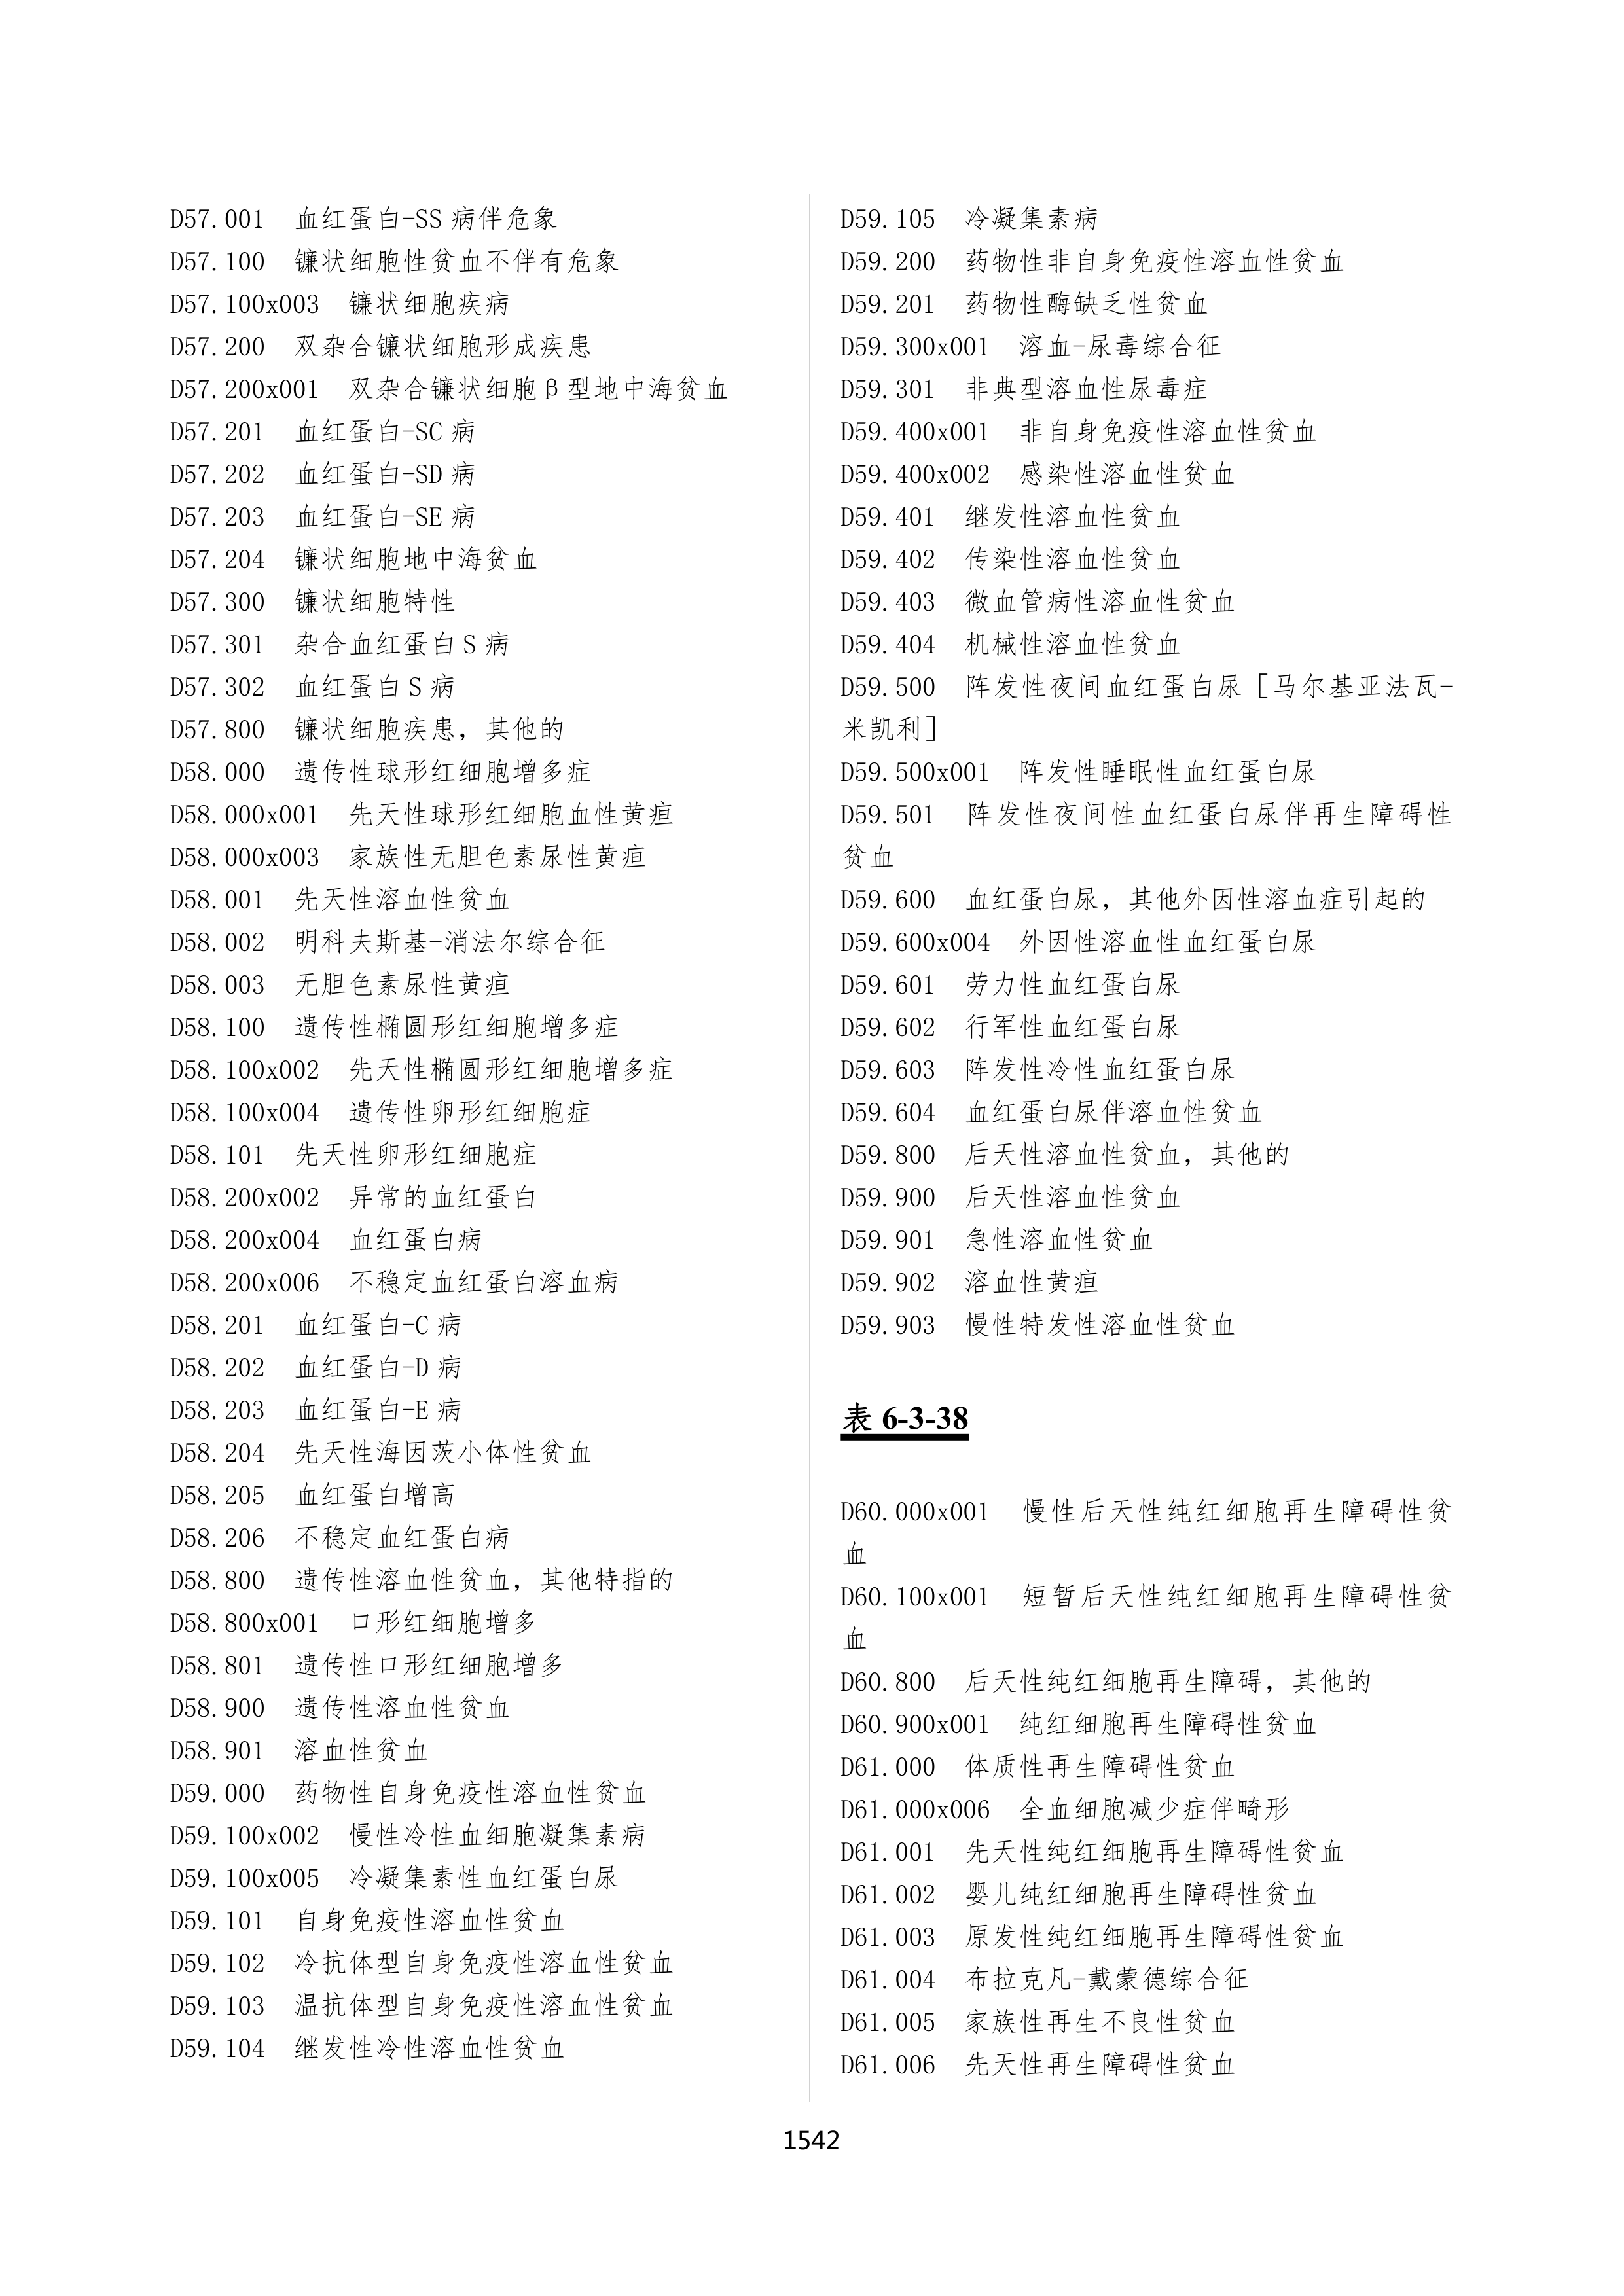 D57.001 血红蛋白-SS 病伴危象
D57.100 镰状细胞性贫血不伴有危象
D57.100x003 镰状细胞疾病
D57.200 双杂合镰状细胞形成疾患
D57.200x001 双杂合镰状细胞β型地中海贫血
D57.201 血红蛋白-SC 病
D57.202 血红蛋白-SD 病
D57.203 血红蛋白-SE 病
D57.204 镰状细胞地中海贫血
D57.300 镰状细胞特性
D57.301 杂合血红蛋白 S 病
D57.302 血红蛋白 S 病
D57.800 镰状细胞疾患，其他的
D58.000 遗传性球形红细胞增多症
D58.000x001 先天性球形红细胞血性黄疸
D58.000x003 家族性无胆色素尿性黄疸
D58.001 先天性溶血性贫血
D58.002 明科夫斯基-消法尔综合征
D58.003 无胆色素尿性黄疸
D58.100 遗传性椭圆形红细胞增多症
D58.100x002 先天性椭圆形红细胞增多症
D58.100x004 遗传性卵形红细胞症
D58.101 先天性卵形红细胞症
D58.200x002 异常的血红蛋白
D58.200x004 血红蛋白病
D58.200x006 不稳定血红蛋白溶血病
D58.201 血红蛋白-C 病
D58.202 血红蛋白-D 病
D58.203 血红蛋白-E 病
D58.204 先天性海因茨小体性贫血
D58.205 血红蛋白增高
D58.206 不稳定血红蛋白病
D58.800 遗传性溶血性贫血，其他特指的
D58.800x001 口形红细胞增多
D58.801 遗传性口形红细胞增多
D58.900 遗传性溶血性贫血
D58.901 溶血性贫血
D59.000 药物性自身免疫性溶血性贫血
D59.100x002 慢性冷性血细胞凝集素病
D59.100x005 冷凝集素性血红蛋白尿
D59.101 自身免疫性溶血性贫血
D59.102 冷抗体型自身免疫性溶血性贫血
D59.103 温抗体型自身免疫性溶血性贫血
D59.104 继发性冷性溶血性贫血
D59.105 冷凝集素病
D59.200 药物性非自身免疫性溶血性贫血
D59.201 药物性酶缺乏性贫血
D59.300x001 溶血-尿毒综合征
D59.301 非典型溶血性尿毒症
D59.400x001 非自身免疫性溶血性贫血
D59.400x002 感染性溶血性贫血
D59.401 继发性溶血性贫血
D59.402 传染性溶血性贫血
D59.403 微血管病性溶血性贫血
D59.404 机械性溶血性贫血
D59.500 阵发性夜间血红蛋白尿［马尔基亚法瓦-
米凯利］
D59.500x001 阵发性睡眠性血红蛋白尿
D59.501 阵发性夜间性血红蛋白尿伴再生障碍性
贫血
D59.600 血红蛋白尿，其他外因性溶血症引起的
D59.600x004 外因性溶血性血红蛋白尿
D59.601 劳力性血红蛋白尿
D59.602 行军性血红蛋白尿
D59.603 阵发性冷性血红蛋白尿
D59.604 血红蛋白尿伴溶血性贫血
D59.800 后天性溶血性贫血，其他的
D59.900 后天性溶血性贫血
D59.901 急性溶血性贫血
D59.902 溶血性黄疸
D59.903 慢性特发性溶血性贫血
表 6-3-38
D60.000x001 慢性后天性纯红细胞再生障碍性贫
血
D60.100x001 短暂后天性纯红细胞再生障碍性贫
血
D60.800 后天性纯红细胞再生障碍，其他的
D60.900x001 纯红细胞再生障碍性贫血
D61.000 体质性再生障碍性贫血
D61.000x006 全血细胞减少症伴畸形
D61.001 先天性纯红细胞再生障碍性贫血
D61.002 婴儿纯红细胞再生障碍性贫血
D61.003 原发性纯红细胞再生障碍性贫血
D61.004 布拉克凡-戴蒙德综合征
D61.005 家族性再生不良性贫血
D61.006 先天性再生障碍性贫血
1542